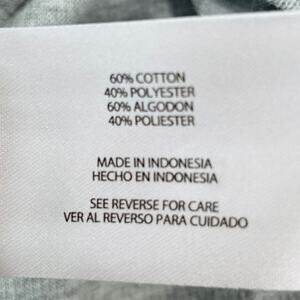 60% COTTON
40% POLYESTER
60% ALGODON
40% POLIESTER
MADE IN INDONESIA
HECHO EN INDONESIA
SEE REVERSE FOR CARE
VER AL REVERSO PARA CUIDADO